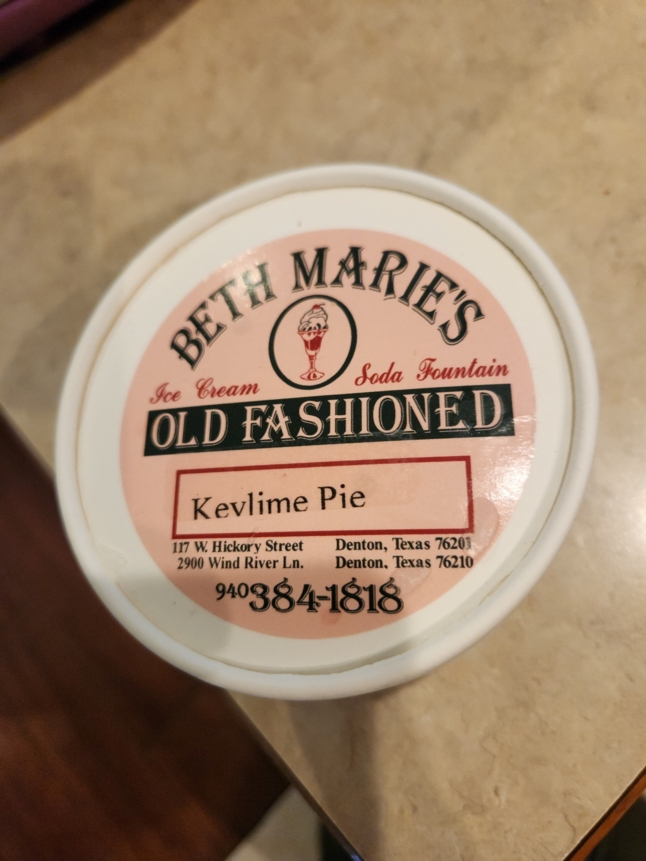 BETH MARIE'S
Ice Cream Soda Fountain
OLD FASHIONED
Kevlime Pie
117 W. Hickory Street Denton, Texas 76201
2900 Wind River Ln. Denton, Texas 76210
940 384-1818